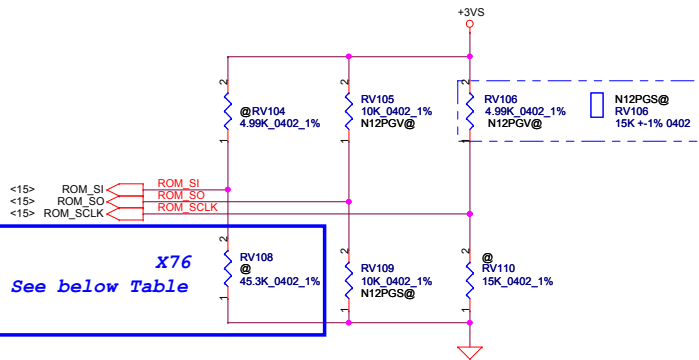 +3VS
2
2
2
@RV104
4.99K_0402_1%
1
RV105
10K_0402_1%
N12PGV@
1
RV106
4.99K_0402_1%
N12PGV@
1
N12PGS@
RV106
15K +-1% 0402
<15> ROM_SI ROM_SI
<15> ROM_SO ROM_SO
<15> ROM_SCLK ROM_SCLK
X76
See below Table
2
RV108
@
45.3K_0402_1%
1
2
RV109
10K_0402_1%
N12PGS@
1
2
@
RV110
15K_0402_1%
1